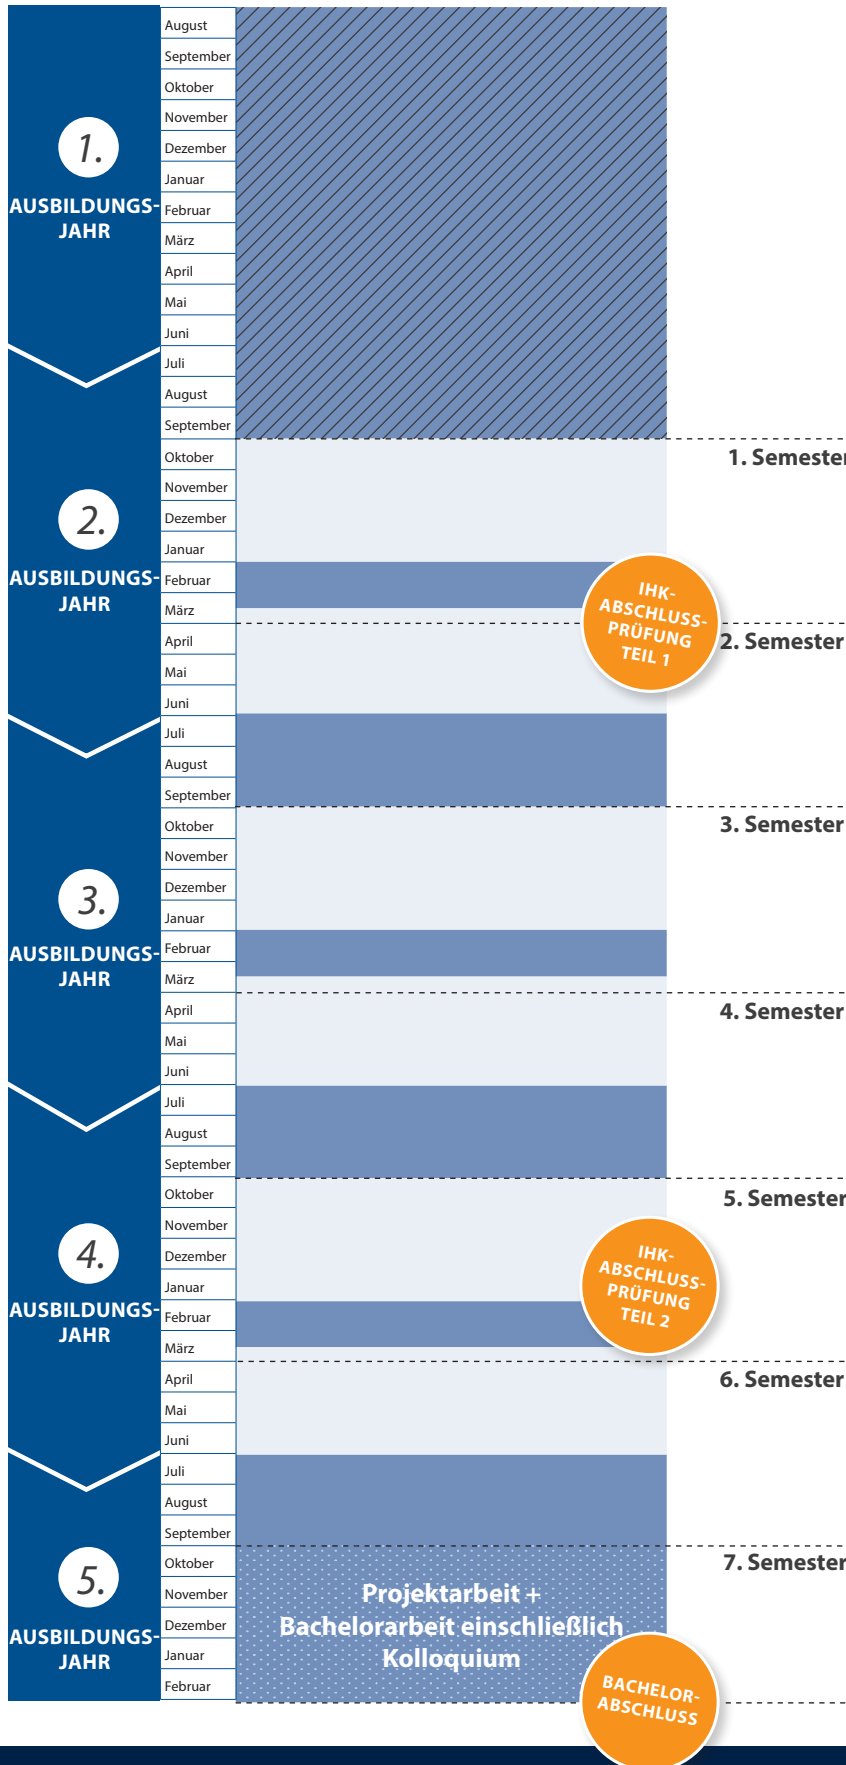 1.
AUSBILDUNGS-
JAHR
August
September
Oktober
November
Dezember
Januar
Februar
März
April
Mai
Juni
Juli
2.
AUSBILDUNGS-
JAHR
August
September
1. Semester
Oktober
November
Dezember
Januar
Februar
März
IHK-
ABSCHLUSS-
PRÜFUNG
TEIL 1
2. Semester
April
Mai
Juni
Juli
3.
AUSBILDUNGS-
JAHR
August
September
3. Semester
Oktober
November
Dezember
Januar
Februar
März
4. Semester
April
Mai
Juni
Juli
4.
AUSBILDUNGS-
JAHR
August
September
5. Semester
Oktober
November
Dezember
Januar
Februar
März
IHK-
ABSCHLUSS-
PRÜFUNG
TEIL 2
6. Semester
April
Mai
Juni
Juli
5.
AUSBILDUNGS-
JAHR
August
September
7. Semester
Oktober
November
Dezember
Januar
Februar
Projektarbeit +
Bachelorarbeit einschließlich
Kolloquium
BACHELOR-
ABSCHLUSS